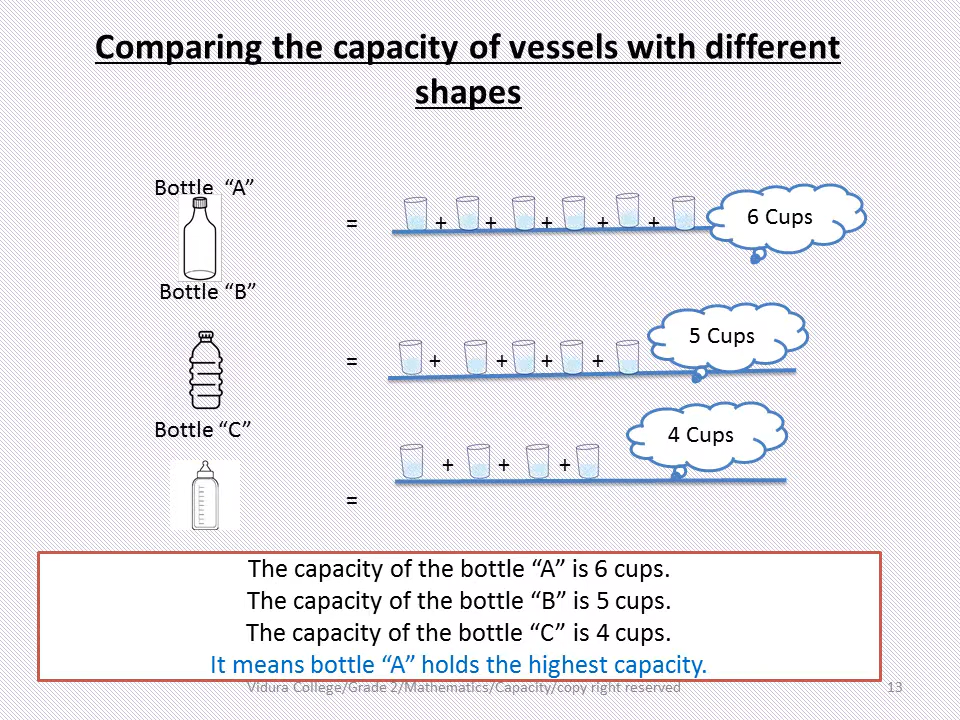 Comparing the capacity of vessels with different
shapes
Bottle “A”
= + + + + + 6 Cups
Bottle “B”
= + + + + 5 Cups
Bottle “C”
= + + + 4 Cups
The capacity of the bottle “A” is 6 cups.
The capacity of the bottle “B” is 5 cups.
The capacity of the bottle “C” is 4 cups.
It means bottle “A” holds the highest capacity.
Vidura College/Grade 2/Mathematics/Capacity/copy right reserved 13